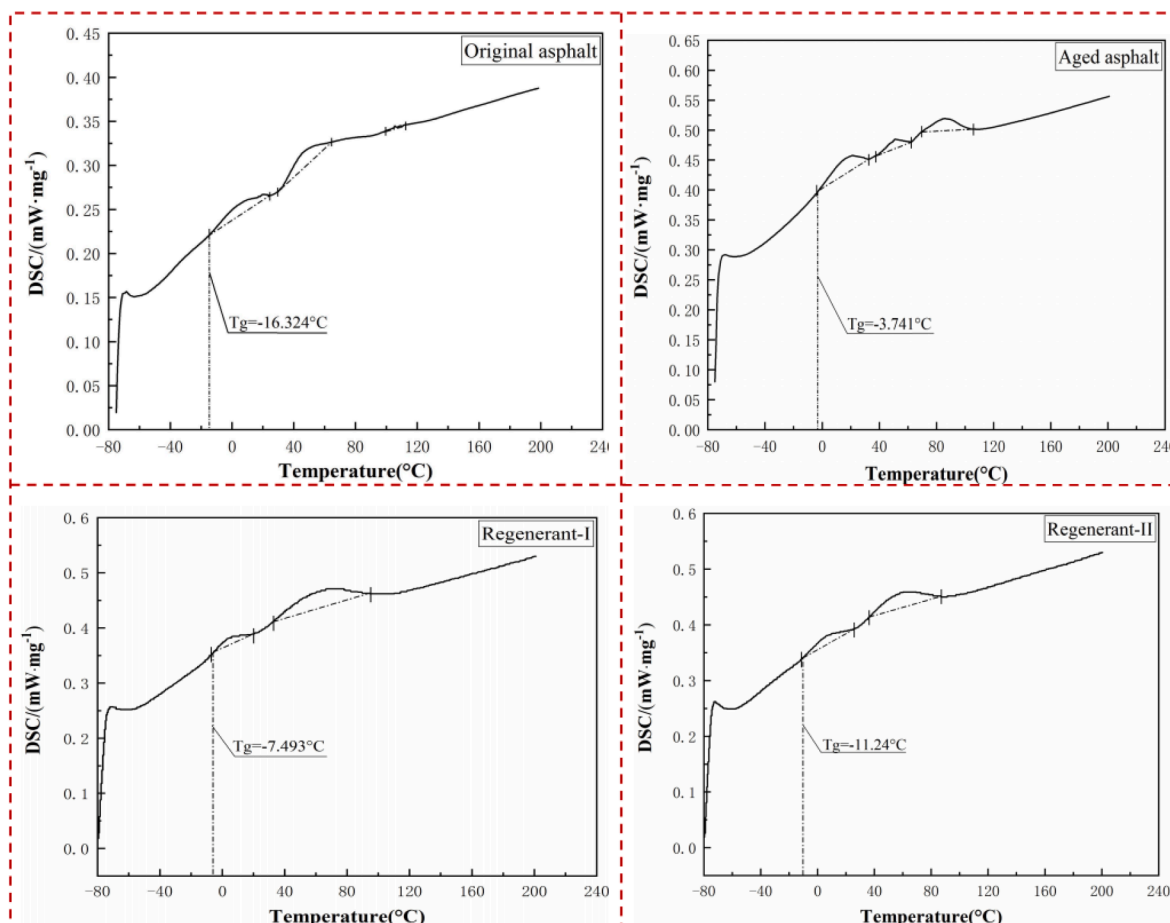 Original asphalt
DSC/(mW·mg-1)
0.45
0.40
0.35
0.30
0.25
0.20
0.15
0.10
0.05
0.00
Tg=-16.324°C
-80 -40 0 40 80 120 160 200 240
Temperature(°C)
Aged asphalt
DSC/(mW·mg-1)
0.65
0.60
0.55
0.50
0.45
0.40
0.35
0.30
0.25
0.20
0.15
0.10
0.05
0.00
Tg=-3.741°C
-80 -40 0 40 80 120 160 200 240
Temperature(°C)
Regenerant-I
DSC/(mW·mg-1)
0.6
0.5
0.4
0.3
0.2
0.1
0.0
Tg=-7.493°C
-80 -40 0 40 80 120 160 200 240
Temperature(°C)
Regenerant-II
DSC/(mW·mg-1)
0.6
0.5
0.4
0.3
0.2
0.1
0.0
Tg=-11.24°C
-80 -40 0 40 80 120 160 200 240
Temperature(°C)